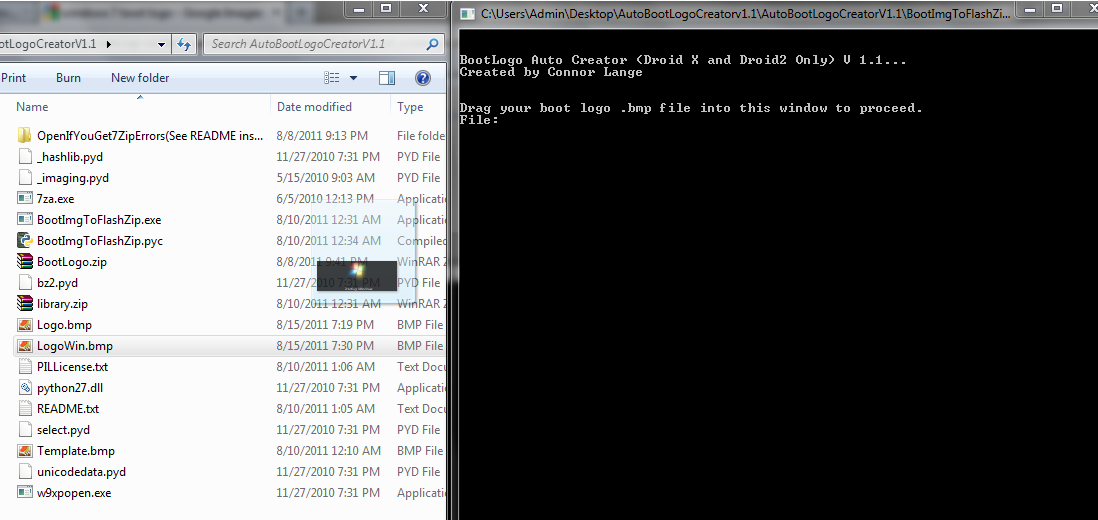 windows 7 boot logo - Google Images
otLogoCreatorV1.1
Search AutoBootLogoCreatorV1.1
Print Burn New folder
Name Date modified Type
OpenIfYouGet7ZipErrors(See README ins... 8/8/2011 9:13 PM File folde
_hashlib.pyd 11/27/2010 7:31 PM PYD File
_imaging.pyd 5/15/2010 9:03 AM PYD File
7za.exe 6/5/2010 12:13 PM Applicatio
BootImgToFlashZip.exe 8/10/2011 12:31 AM Applicatio
BootImgToFlashZip.pyc 8/10/2011 12:34 AM Compiled
BootLogo.zip 8/8/2011 9:41 PM WinRAR Z
bz2.pyd 11/27/2010 7:31 PM PYD File
library.zip 8/10/2011 12:31 AM WinRAR Z
Logo.bmp 8/15/2011 7:19 PM BMP File
LogoWin.bmp 8/15/2011 7:30 PM BMP File
PILLicense.txt 8/10/2011 1:06 AM Text Docu
python27.dll 11/27/2010 7:31 PM Applicatio
README.txt 8/10/2011 1:05 AM Text Docu
select.pyd 11/27/2010 7:31 PM PYD File
Template.bmp 8/10/2011 12:10 AM BMP File
unicodedata.pyd 11/27/2010 7:31 PM PYD File
w9xpopen.exe 11/27/2010 7:31 PM Applicatio
C:\Users\Admin\Desktop\AutoBootLogoCreatorv1.1\AutoBootLogoCreatorV1.1\BootImgToFlashZi...
BootLogo Auto Creator (Droid X and Droid2 Only) V 1.1...
Created by Connor Lange
Drag your boot logo .bmp file into this window to proceed.
File: